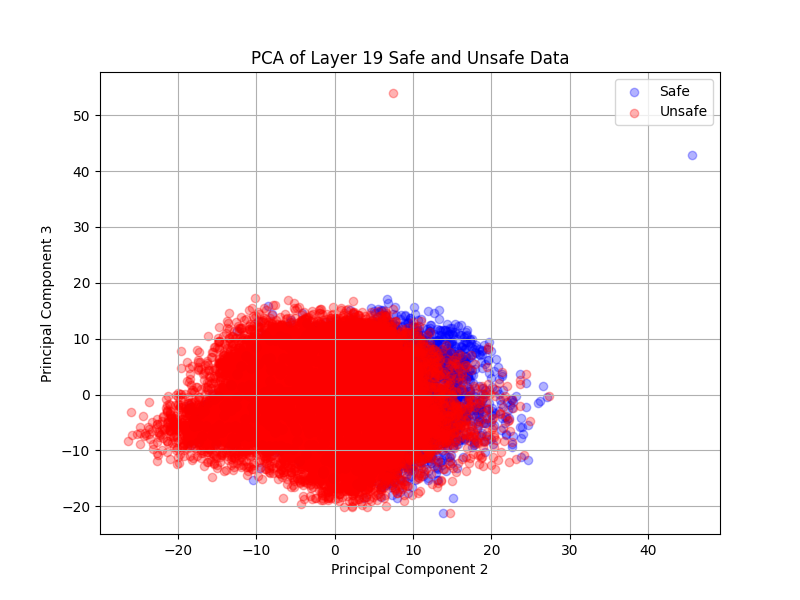 PCA of Layer 19 Safe and Unsafe Data
Safe
Unsafe
50
40
30
20
10
0
−10
−20
Principal Component 3
−20 −10 0 10 20 30 40
Principal Component 2